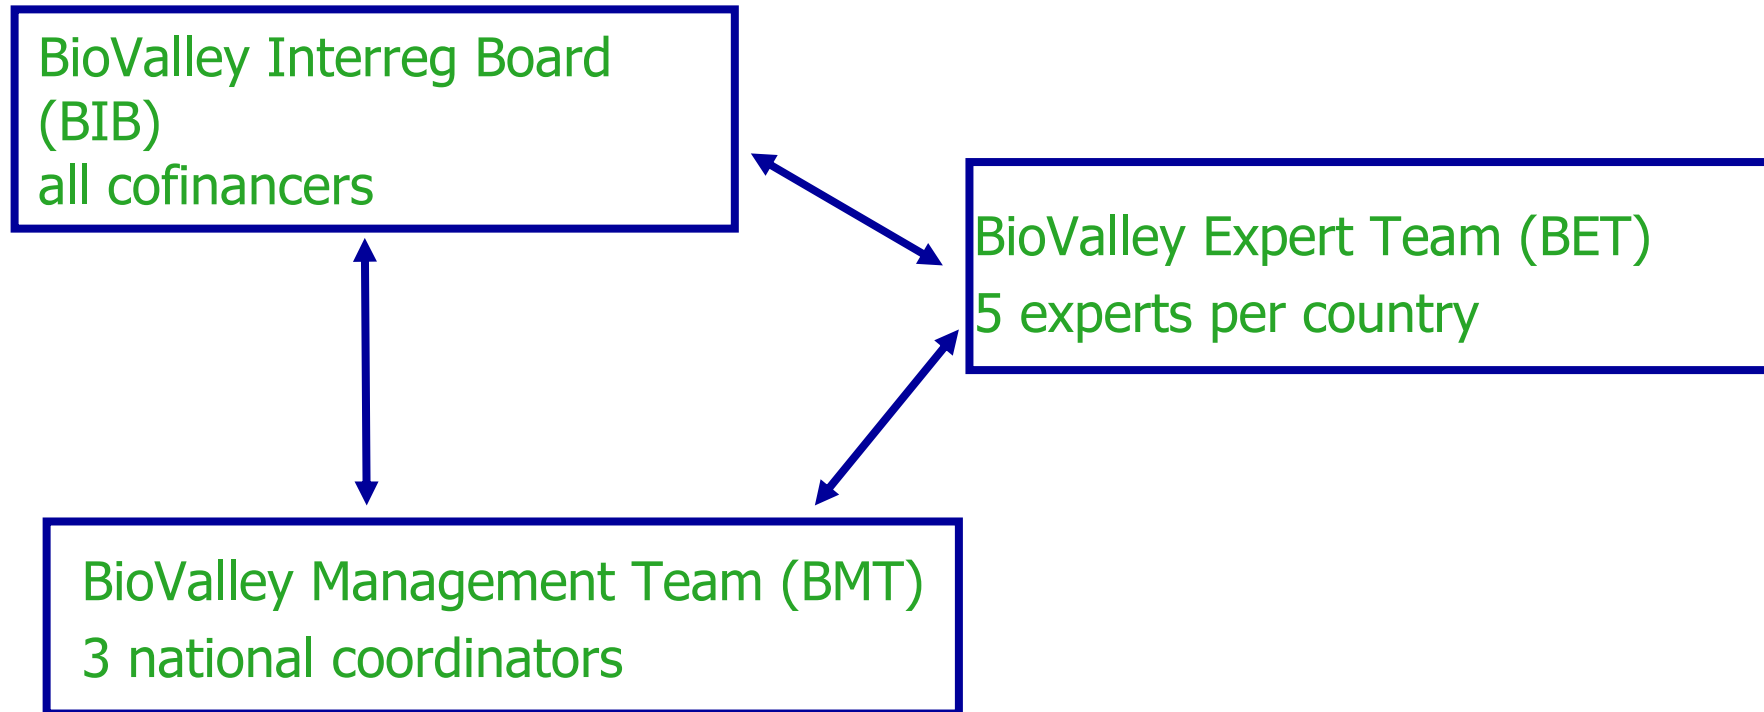 BioValley Interreg Board
(BIB)
all cofinancers
BioValley Expert Team (BET)
5 experts per country
BioValley Management Team (BMT)
3 national coordinators